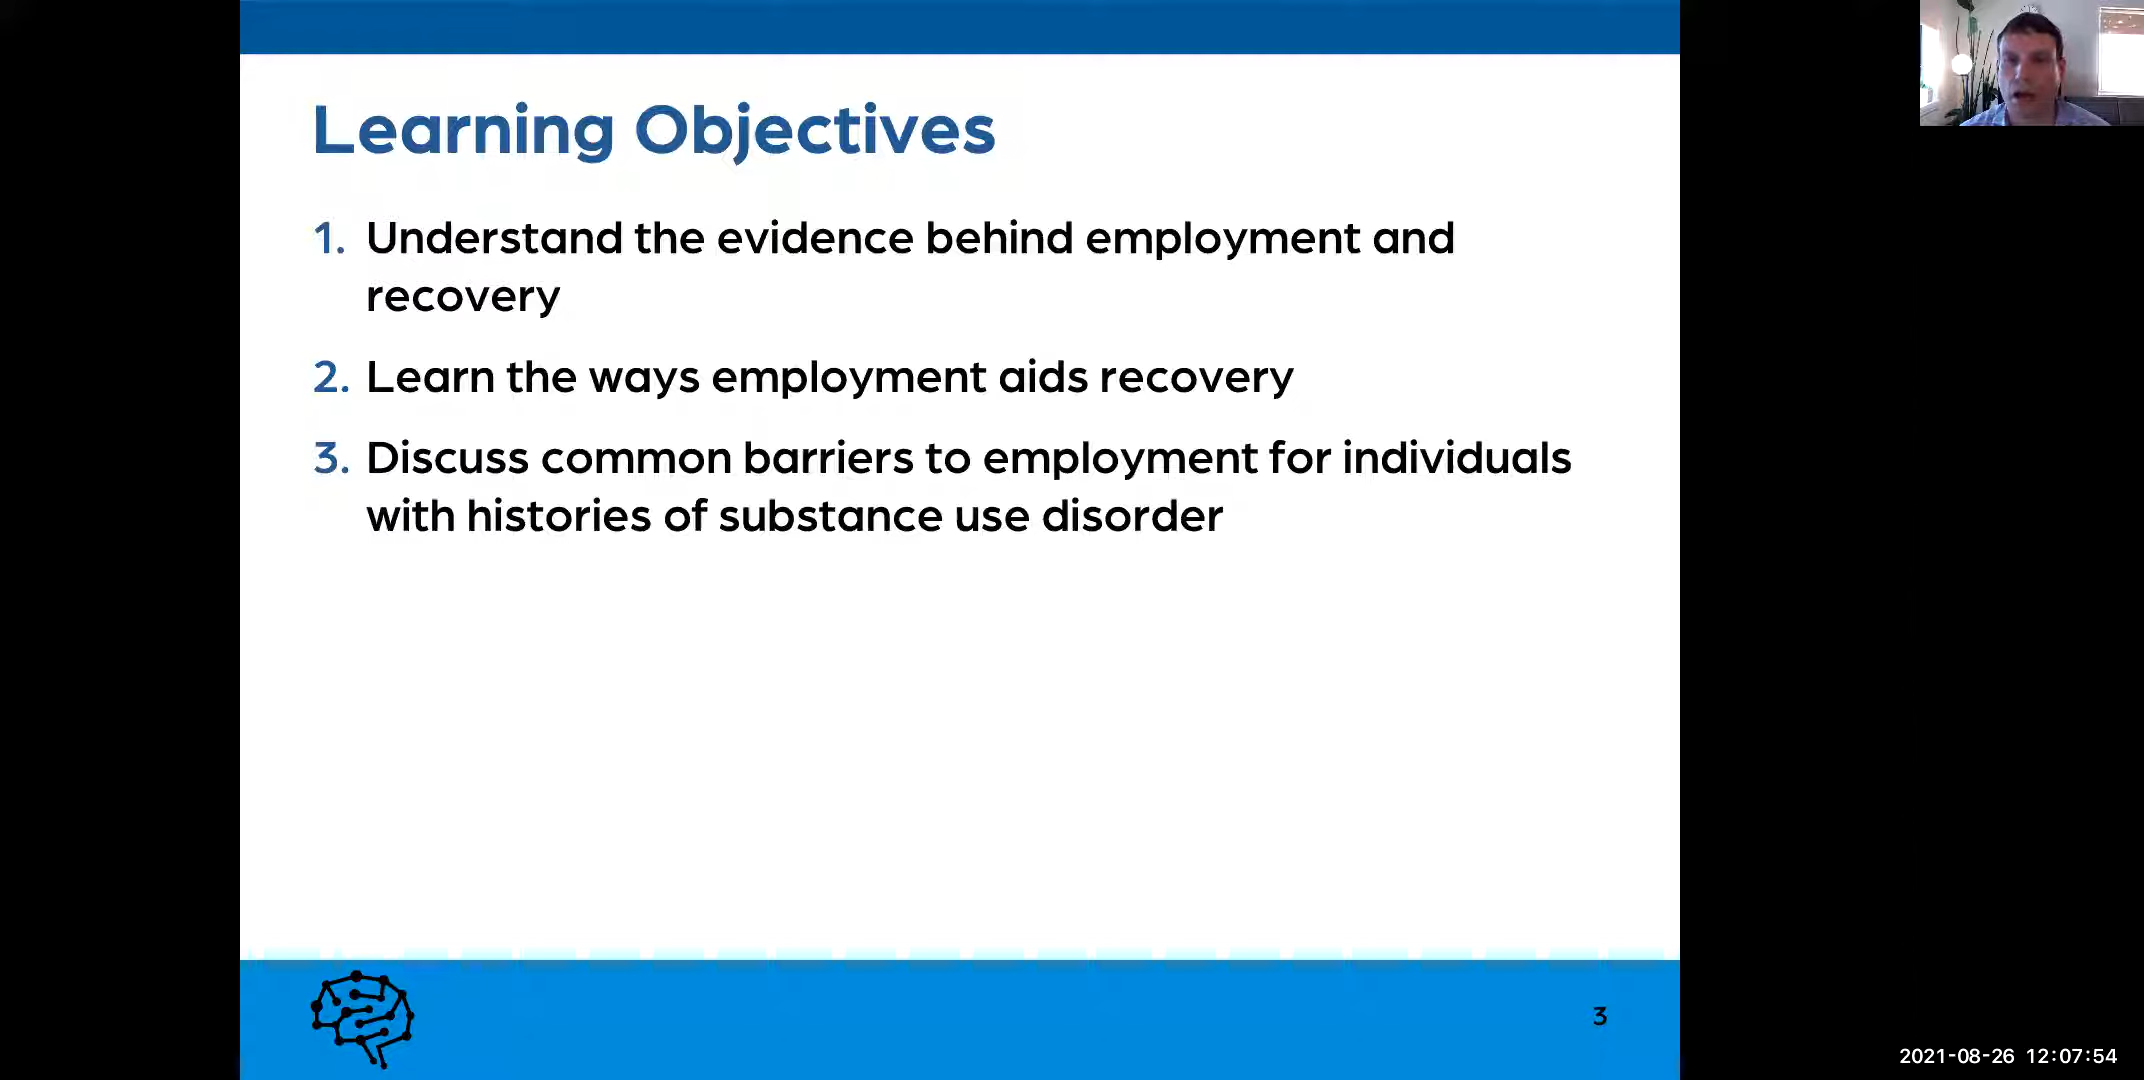 Learning Objectives
1. Understand the evidence behind employment and
recovery
2. Learn the ways employment aids recovery
3. Discuss common barriers to employment for individuals
with histories of substance use disorder
3
2021-08-26 12:07:54